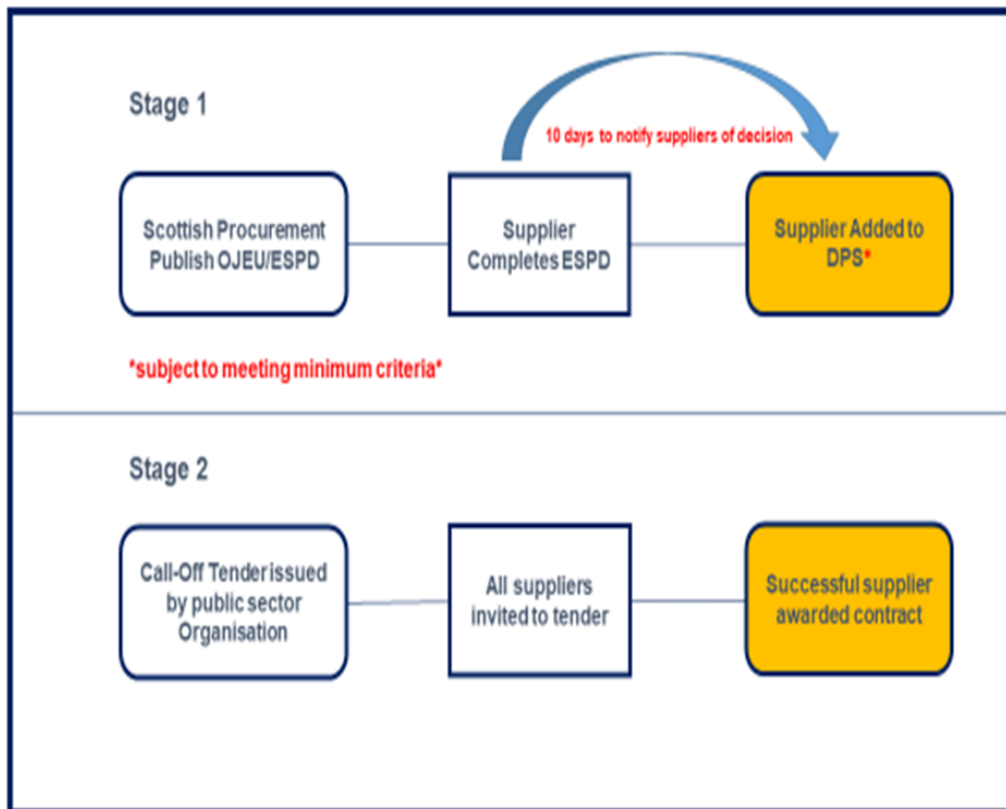 Stage 1
10 days to notify suppliers of decision
Scottish Procurement
Publish OJEU/ESPD
Supplier
Completes ESPD
Supplier Added to
DPS*
*subject to meeting minimum criteria*
Stage 2
Call-Off Tender issued
by public sector
Organisation
All suppliers
invited to tender
Successful supplier
awarded contract